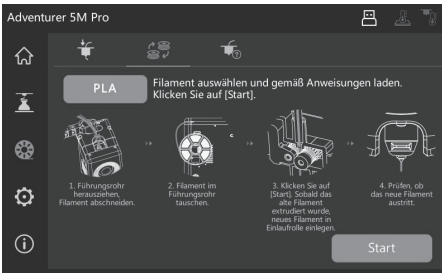 Adventurer 5M Pro
PLA
Filament auswählen und gemäß Anweisungen laden.
Klicken Sie auf [Start].
1. Führungsrohr
herausziehen,
Filament abschneiden.
2. Filament im
Führungsrohr
tauschen.
3. Klicken Sie auf
[Start]. Sobald das
alte Filament
extrudiert wurde,
neues Filament in
Einlaufrolle einlegen.
4. Prüfen, ob
das neue Filament
austritt.
Start